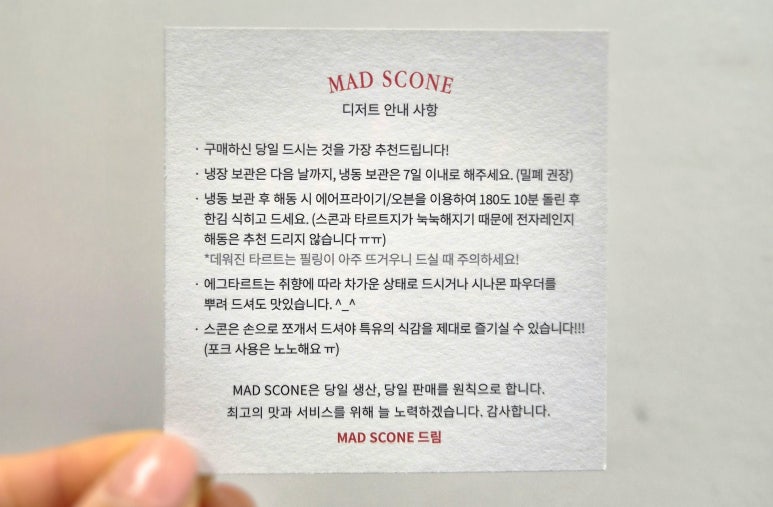 MAD SCONE
디저트 안내 사항
· 구매하신 당일 드시는 것을 가장 추천드립니다!
· 냉장 보관은 다음 날까지, 냉동 보관은 7일 이내로 해주세요. (밀폐 권장)
· 냉동 보관 후 해동 시 에어프라이기/오븐을 이용하여 180도 10분 돌린 후
한김 식히고 드세요. (스콘과 타르트지가 눅눅해지기 때문에 전자레인지
해동은 추천 드리지 않습니다 ㅠㅠ)
*데워진 타르트는 필링이 아주 뜨거우니 드실 때 주의하세요!
· 에그타르트는 취향에 따라 차가운 상태로 드시거나 시나몬 파우더를
뿌려 드셔도 맛있습니다. ^_^
· 스콘은 손으로 쪼개서 드셔야 특유의 식감을 제대로 즐기실 수 있습니다!!!
(포크 사용은 노노해요 ㅠ)
MAD SCONE은 당일 생산, 당일 판매를 원칙으로 합니다.
최고의 맛과 서비스를 위해 늘 노력하겠습니다. 감사합니다.
MAD SCONE 드림